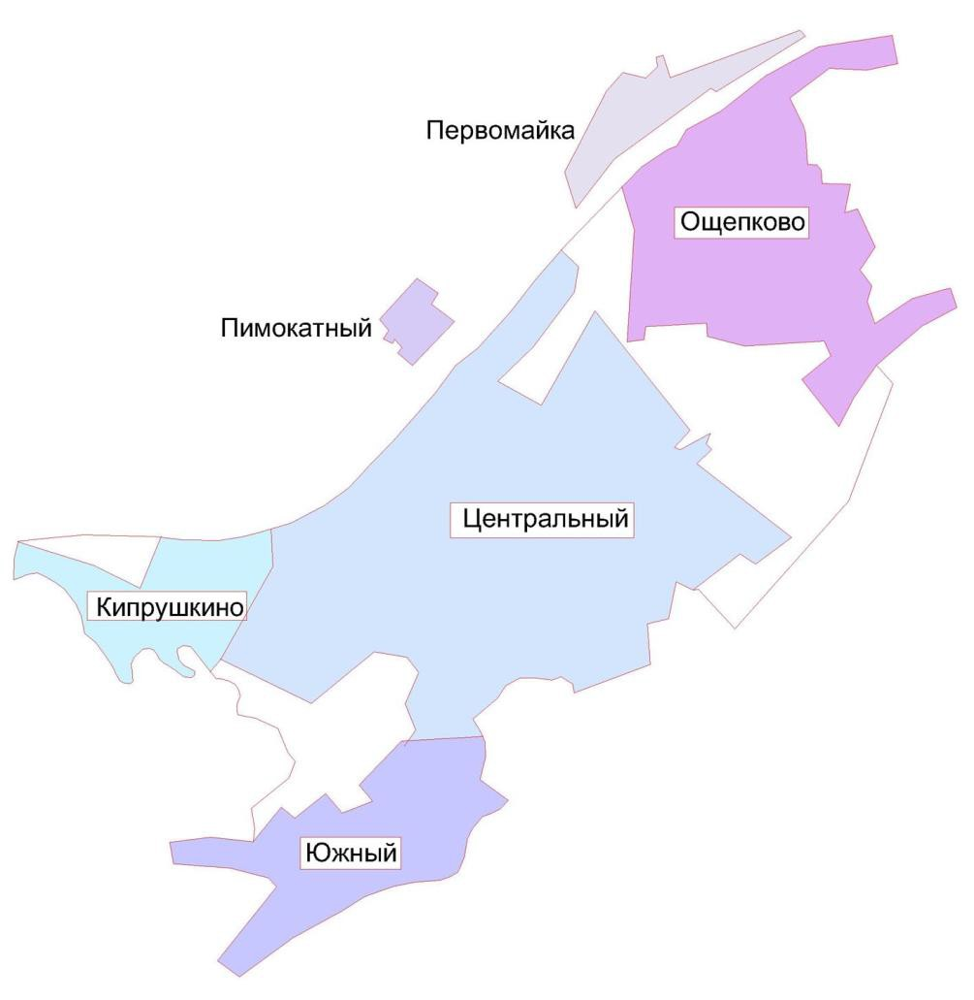 Первомайка
Ощепково
Пимокатный
Центральный
Кипрушкино
Южный